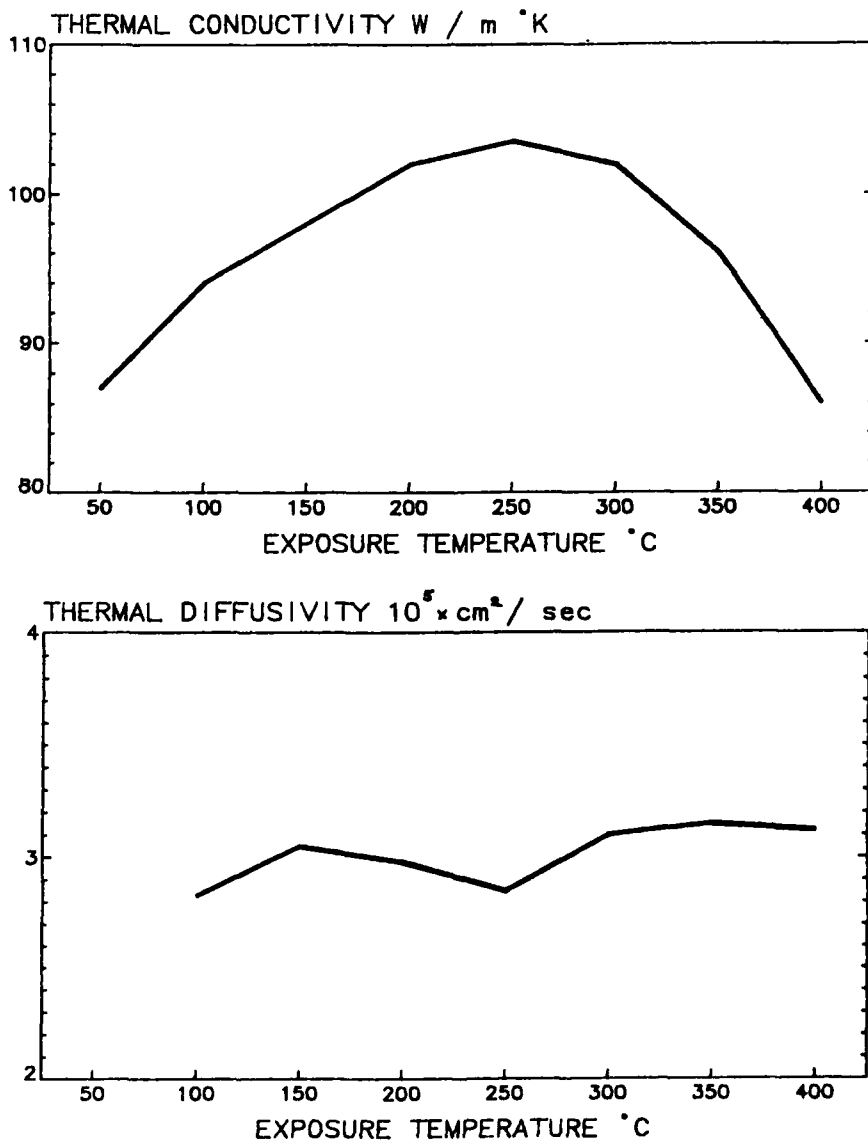 THERMAL CONDUCTIVITY W / m °K
110
100
90
80
50 100 150 200 250 300 350 400
EXPOSURE TEMPERATURE °C
THERMAL DIFFUSIVITY 10⁵ × cm²/ sec
4
3
2
50 100 150 200 250 300 350 400
EXPOSURE TEMPERATURE °C